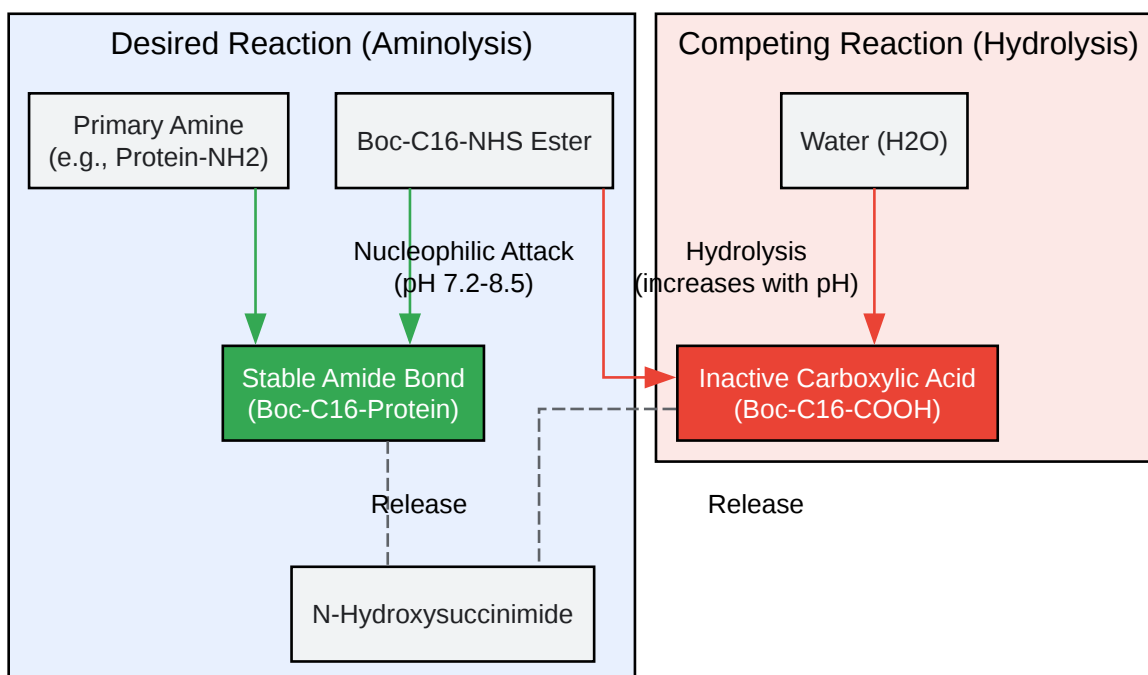 Desired Reaction (Aminolysis)
Competing Reaction (Hydrolysis)
Primary Amine
(e.g., Protein-NH2)
Boc-C16-NHS Ester
Water (H2O)
Nucleophilic Attack
(pH 7.2-8.5)
Hydrolysis
(increases with pH)
Stable Amide Bond
(Boc-C16-Protein)
Inactive Carboxylic Acid
(Boc-C16-COOH)
Release
Release
N-Hydroxysuccinimide